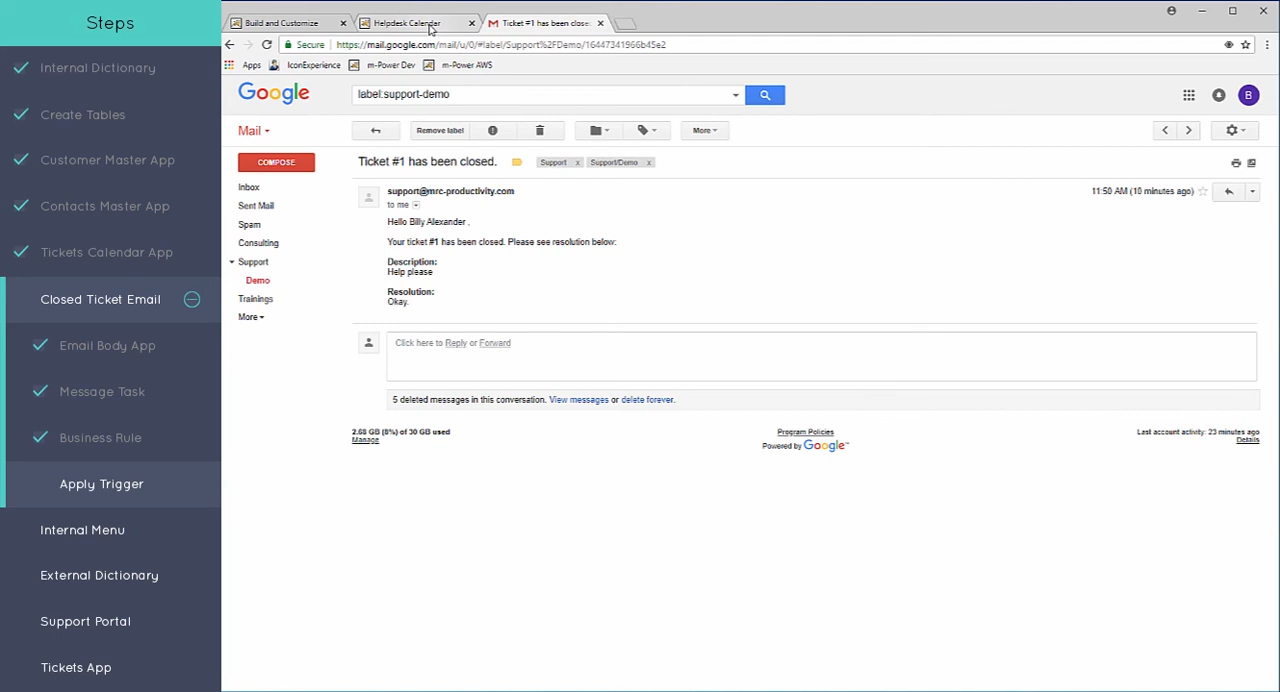 Steps
Internal Dictionary
Create Tables
Customer Master App
Contacts Master App
Tickets Calendar App
Closed Ticket Email
Email Body App
Message Task
Business Rule
Apply Trigger
Internal Menu
External Dictionary
Support Portal
Tickets App
Build and Customize x Helpdesk Calendar x Ticket #1 has been close x
Secure https://mail.google.com/mail/u/0/#label/Support%2FDemo/16447341966b45e2
Apps IconExperience m-Power Dev m-Power AWS
Google label:support-demo B
Mail Remove label More
COMPOSE
Inbox
Sent Mail
Spam
Consulting
Support
Demo
Trainings
More
Ticket #1 has been closed. Support x Support/Demo x
support@mrc-productivity.com 11:50 AM (10 minutes ago)
to me
Hello Billy Alexander ,
Your ticket #1 has been closed. Please see resolution below:
Description:
Help please
Resolution:
Okay.
Click here to Reply or Forward
5 deleted messages in this conversation. View messages or delete forever.
2.68 GB (8%) of 30 GB used
Manage
Program Policies
Powered by Google™
Last account activity: 23 minutes ago
Details